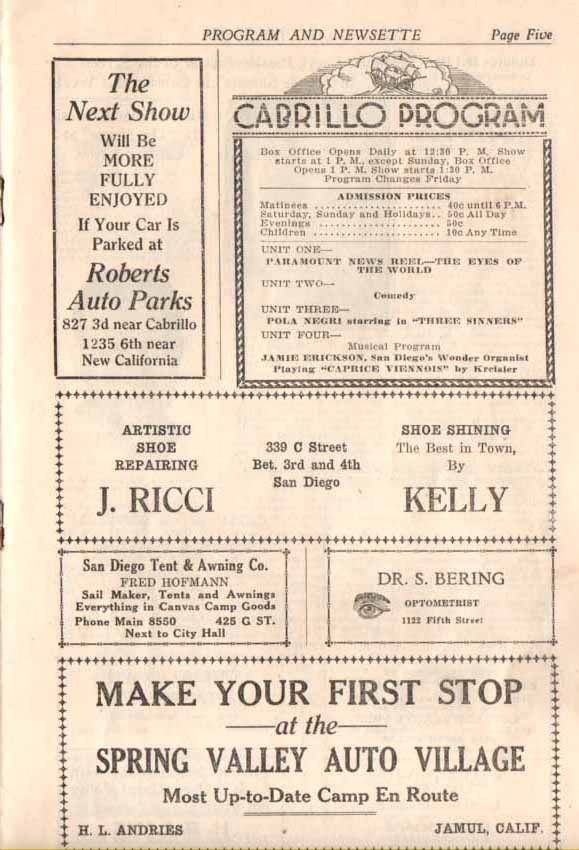 PROGRAM AND NEWSETTE Page Five
The
Next Show
Will Be
MORE
FULLY
ENJOYED
If Your Car Is
Parked at
Roberts
Auto Parks
827 3d near Cabrillo
1235 6th near
New California
CABRILLO PROGRAM
Box Office Opens Daily at 12:30 P. M. Show
starts at 1 P. M., except Sunday, Box Office
Opens 1 P. M. Show starts 1:30 P. M.
Program Changes Friday
ADMISSION PRICES
Matinees ........................ 40c until 6 P.M.
Saturday, Sunday and Holidays.. 50c All Day
Evenings ........................ 50c
Children ........................ 10c Any Time
UNIT ONE—
PARAMOUNT NEWS REEL—THE EYES OF
THE WORLD
UNIT TWO—
Comedy
UNIT THREE—
POLA NEGRI starring in "THREE SINNERS"
UNIT FOUR—
Musical Program
JAMIE ERICKSON, San Diego's Wonder Organist
Playing "CAPRICE VIENNOIS" by Kreisler
ARTISTIC
SHOE
REPAIRING
J. RICCI
339 C Street
Bet. 3rd and 4th
San Diego
SHOE SHINING
The Best in Town,
By
KELLY
San Diego Tent & Awning Co.
FRED HOFMANN
Sail Maker, Tents and Awnings
Everything in Canvas Camp Goods
Phone Main 8550 425 G ST.
Next to City Hall
DR. S. BERING
OPTOMETRIST
1122 Fifth Street
MAKE YOUR FIRST STOP
—at the—
SPRING VALLEY AUTO VILLAGE
Most Up-to-Date Camp En Route
H. L. ANDRIES JAMUL, CALIF.